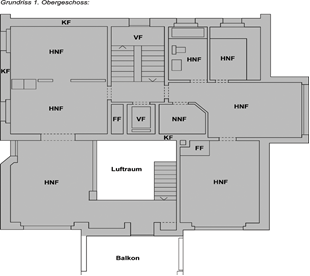 Grundriss 1. Obergeschoss:
KF
VF
HNF
HNF
HNF
KF
HNF
HNF
FF
VF
NNF
KF
FF
Luftraum
HNF
HNF
Balkon